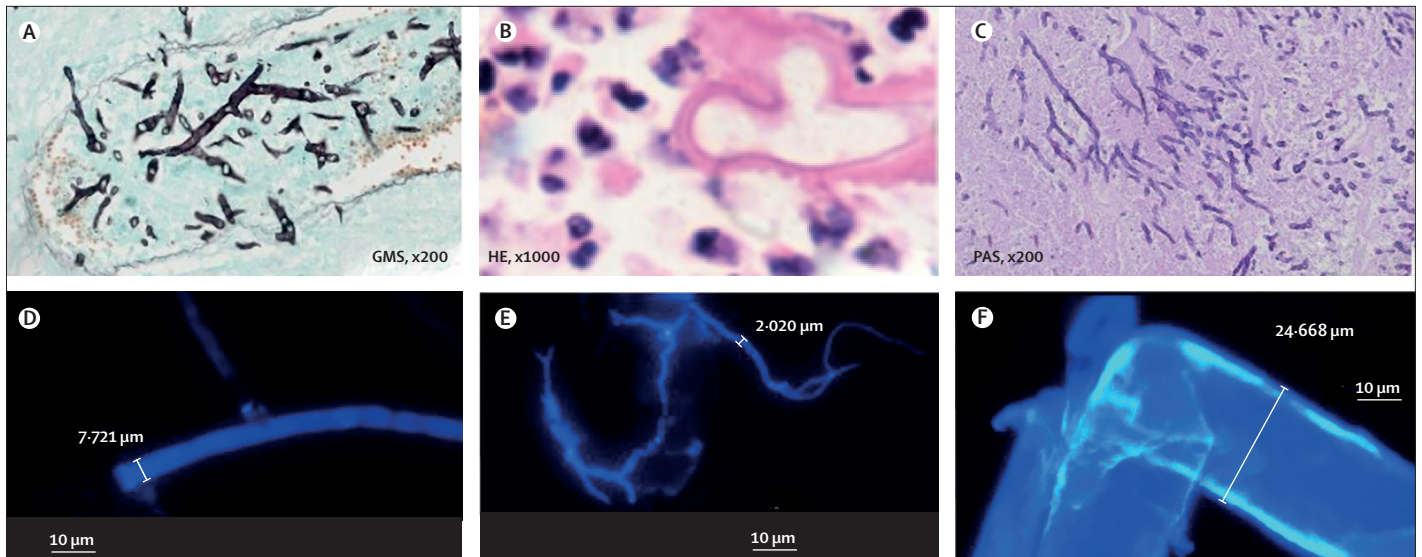 A
GMS, x200
B
HE, x1000
C
PAS, x200
D
7·721 µm
10 µm
E
2·020 µm
10 µm
F
24·668 µm
10 µm